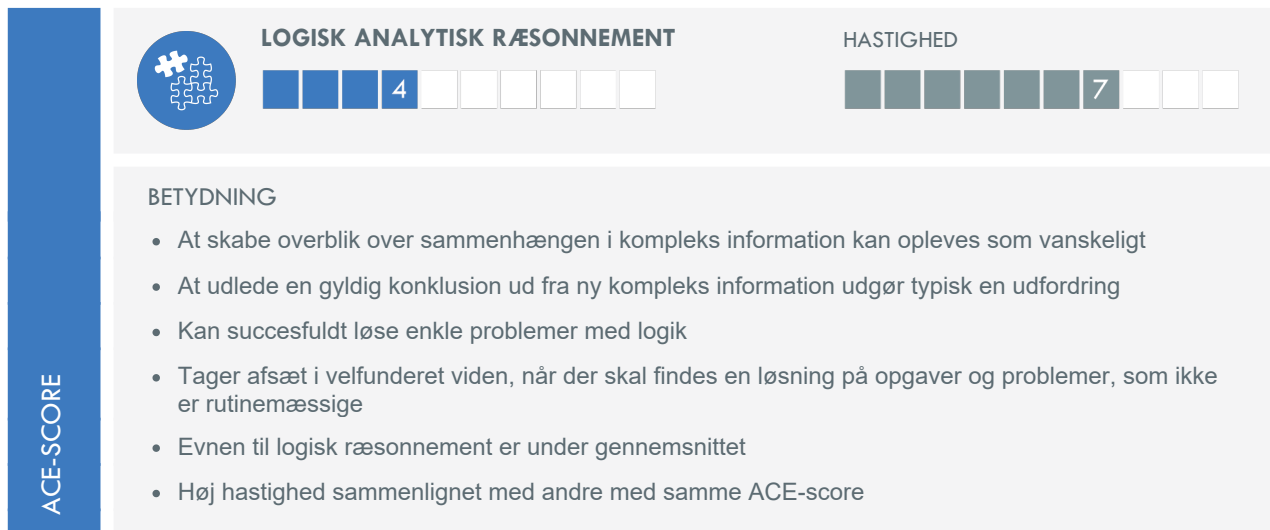 LOGISK ANALYTISK RÆSONNEMENT
4
HASTIGHED
7
BETYDNING
• At skabe overblik over sammenhængen i kompleks information kan opleves som vanskeligt
• At udlede en gyldig konklusion ud fra ny kompleks information udgør typisk en udfordring
• Kan succesfuldt løse enkle problemer med logik
• Tager afsæt i velfunderet viden, når der skal findes en løsning på opgaver og problemer, som ikke
er rutinemæssige
• Evnen til logisk ræsonnement er under gennemsnittet
• Høj hastighed sammenlignet med andre med samme ACE-score
ACE-SCORE